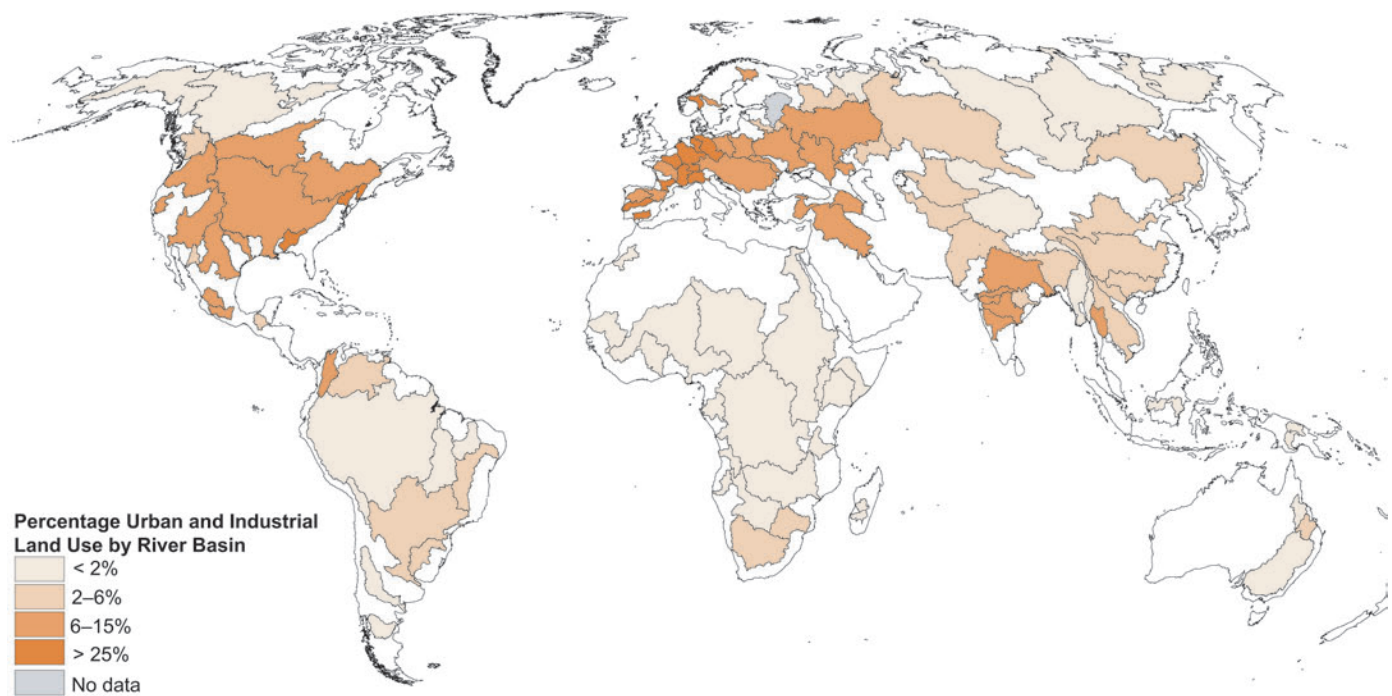 Percentage Urban and Industrial
Land Use by River Basin
< 2%
2–6%
6–15%
> 25%
No data